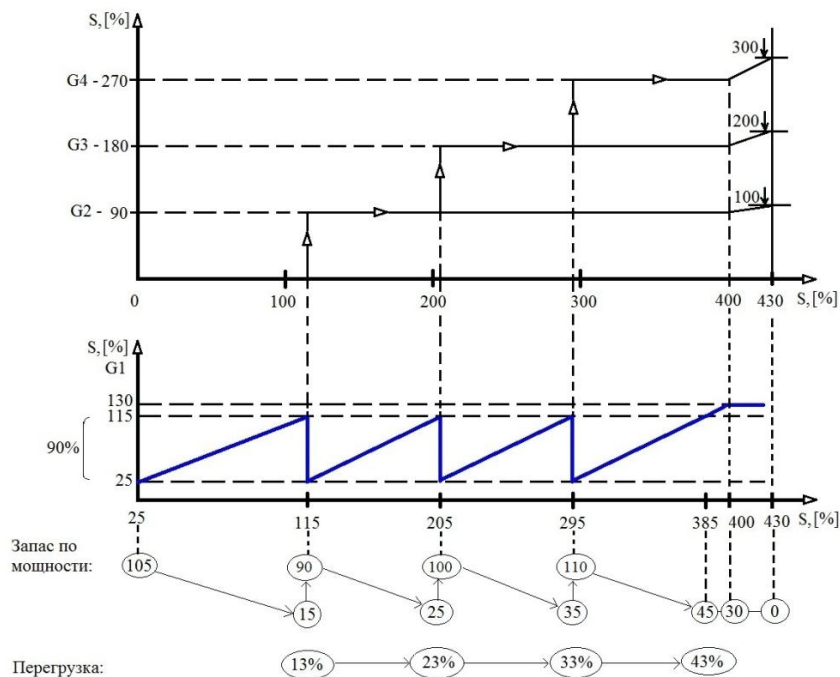 S, [%]
300
G4 - 270
200
G3 - 180
100
G2 - 90
0 100 200 300 400 430 S, [%]
S, [%]
G1
130
115
90%
25
25 115 205 295 385 400 430 S, [%]
Запас по
мощности:
105 90 100 110
15 25 35 45 30 0
Перегрузка: 13% 23% 33% 43%